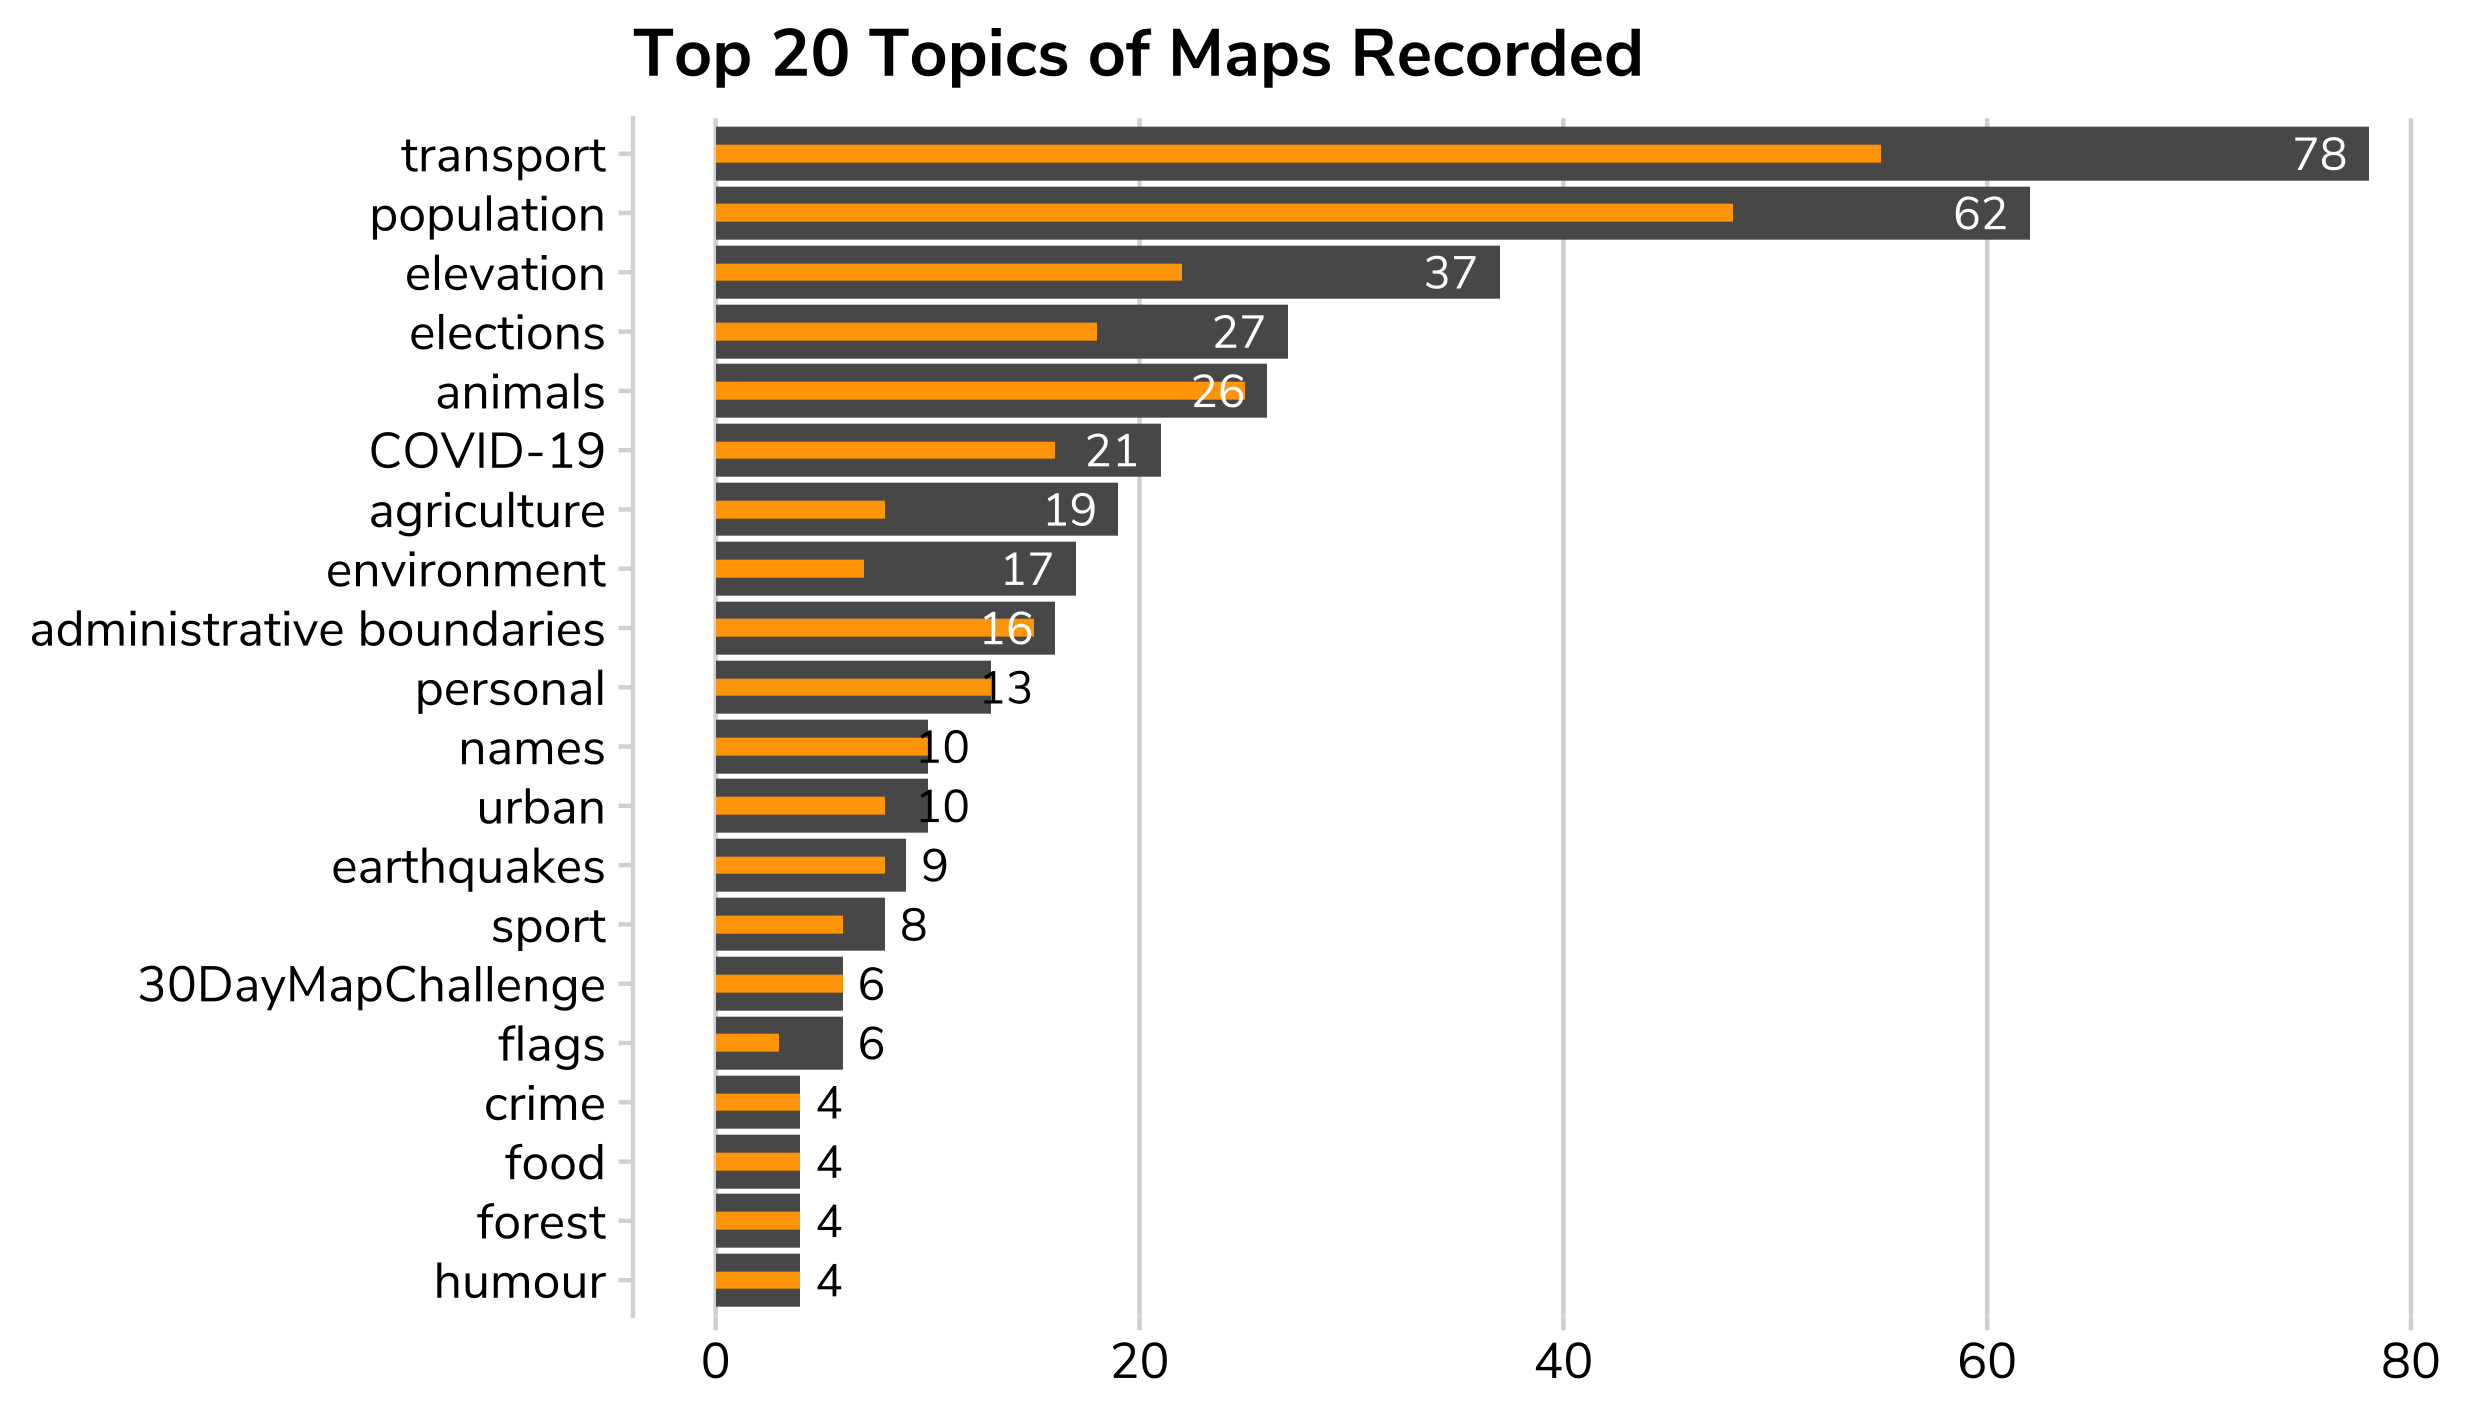 Top 20 Topics of Maps Recorded
transport 78
population 62
elevation 37
elections 27
animals 26
COVID-19 21
agriculture 19
environment 17
administrative boundaries 16
personal 13
names 10
urban 10
earthquakes 9
sport 8
30DayMapChallenge 6
flags 6
crime 4
food 4
forest 4
humour 4
0 20 40 60 80